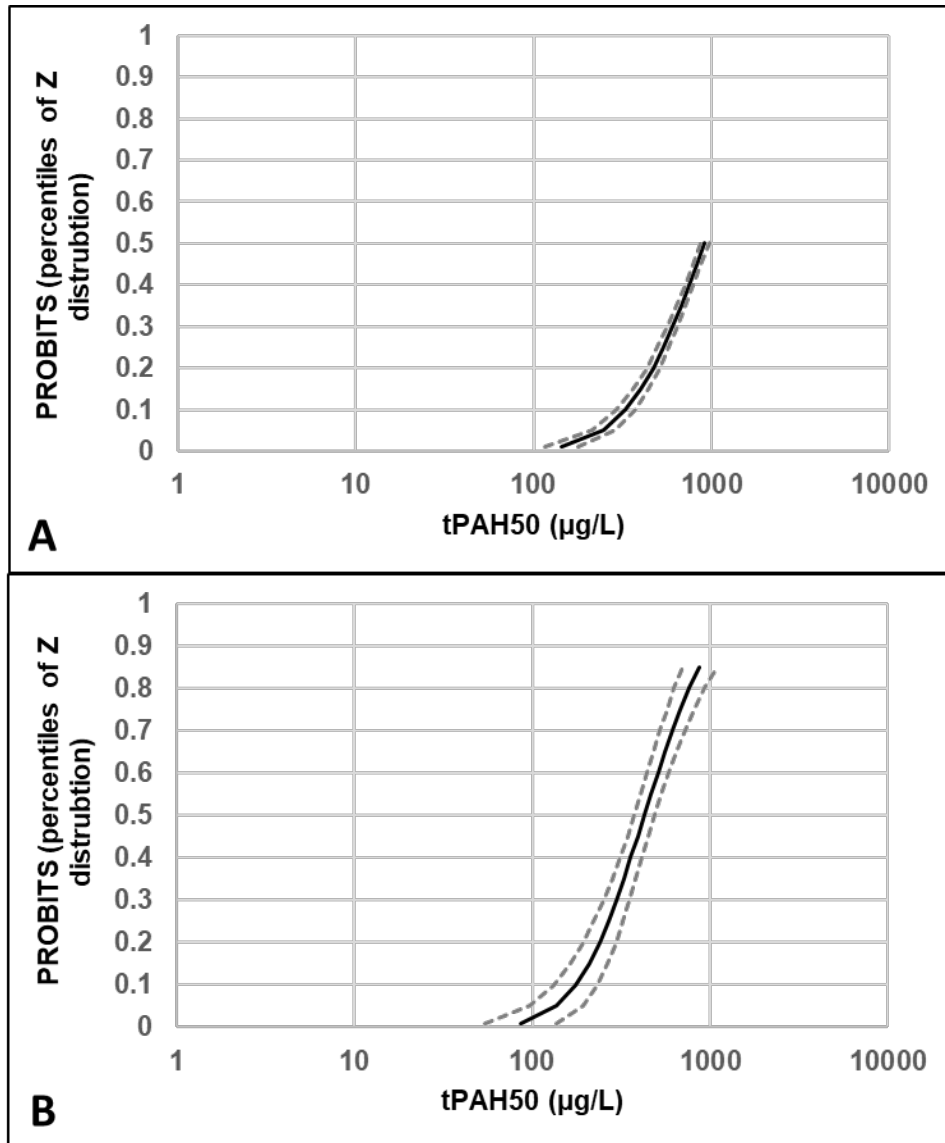 PROBITS (percentiles of Z
distrubtion)
1
0.9
0.8
0.7
0.6
0.5
0.4
0.3
0.2
0.1
0
1 10 100 1000 10000
tPAH50 (µg/L)
A
PROBITS (percentiles of Z
distrubtion)
1
0.9
0.8
0.7
0.6
0.5
0.4
0.3
0.2
0.1
0
1 10 100 1000 10000
tPAH50 (µg/L)
B